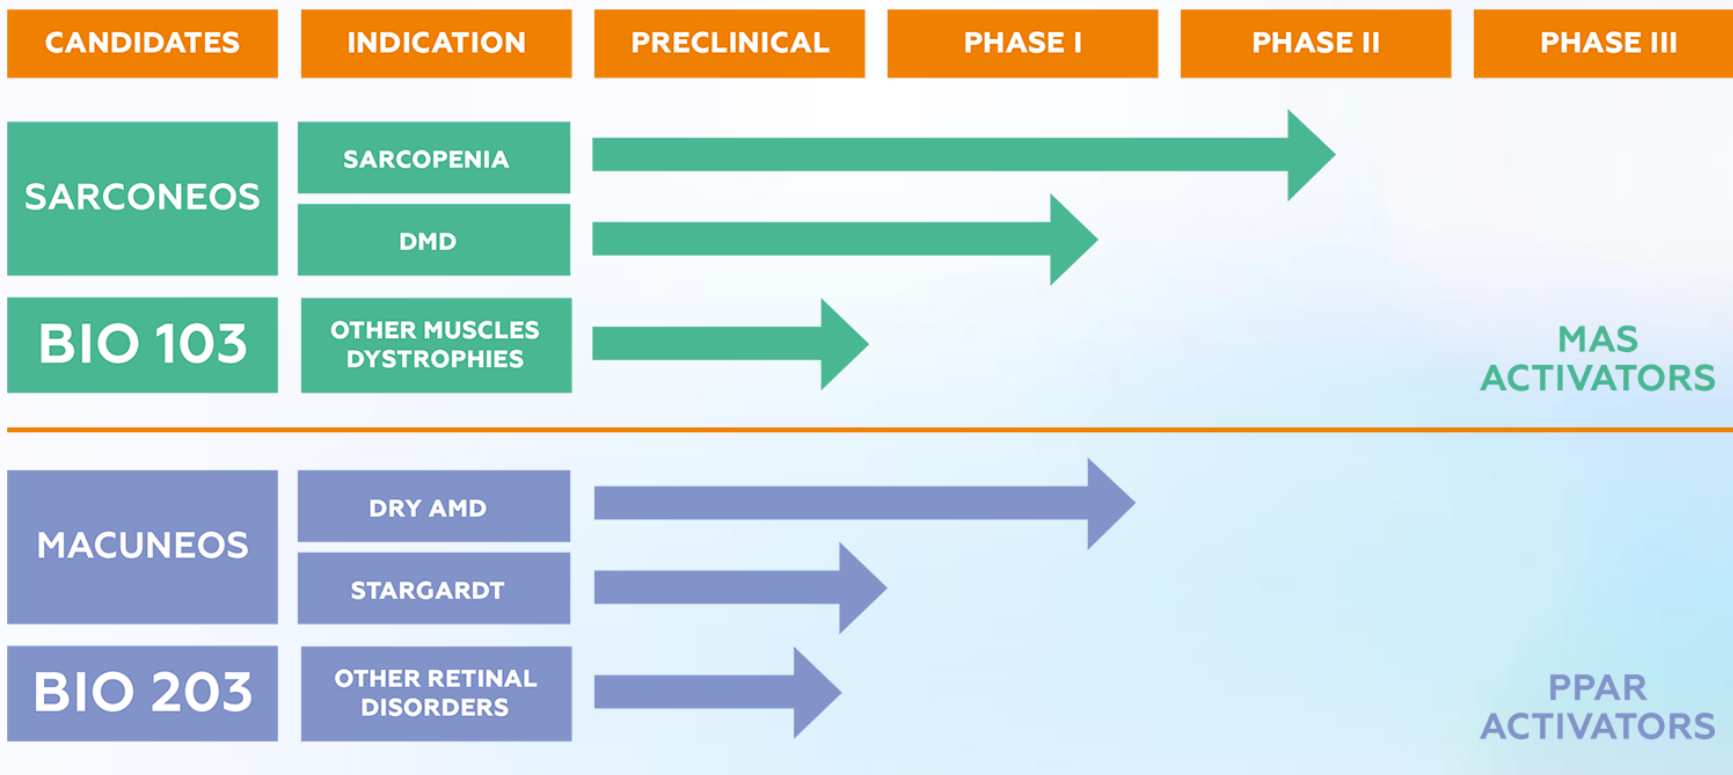 CANDIDATES
INDICATION
PRECLINICAL
PHASE I
PHASE II
PHASE III
SARCONEOS
SARCOPENIA
DMD
BIO 103
OTHER MUSCLES
DYSTROPHIES
MAS
ACTIVATORS
MACUNEOS
DRY AMD
STARGARDT
BIO 203
OTHER RETINAL
DISORDERS
PPAR
ACTIVATORS